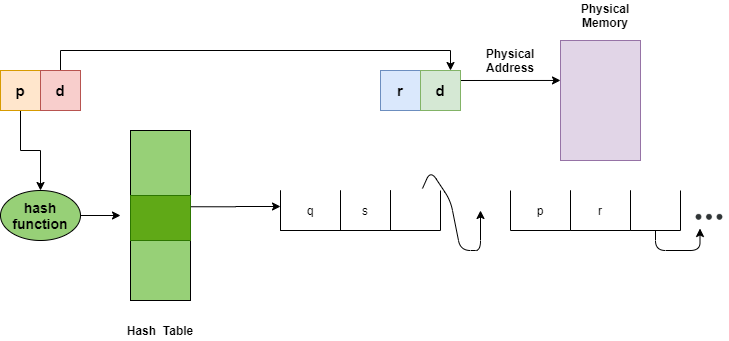 Physical
Memory
Physical
Address
p d
r d
hash
function
q s
p r
Hash Table